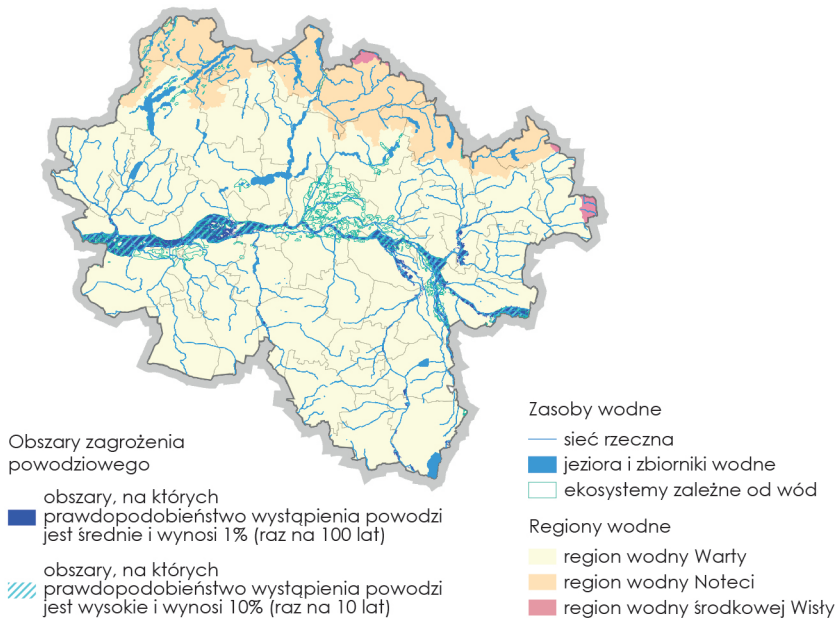 Obszary zagrożenia
powodziowego
obszary, na których
prawdopodobieństwo wystąpienia powodzi
jest średnie i wynosi 1% (raz na 100 lat)
obszary, na których
prawdopodobieństwo wystąpienia powodzi
jest wysokie i wynosi 10% (raz na 10 lat)
Zasoby wodne
sieć rzeczna
jeziora i zbiorniki wodne
ekosystemy zależne od wód
Regiony wodne
region wodny Warty
region wodny Noteci
region wodny środkowej Wisły